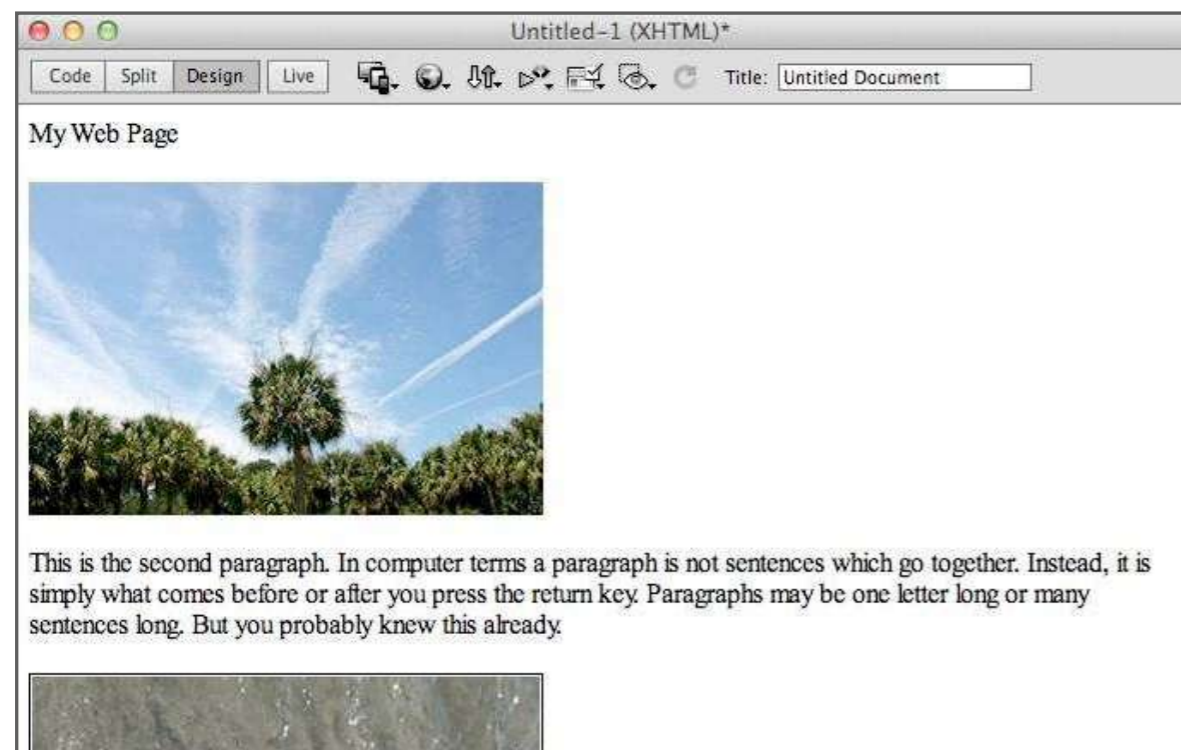 Untitled-1 (XHTML)*
Code Split Design Live Title: Untitled Document
My Web Page
This is the second paragraph. In computer terms a paragraph is not sentences which go together. Instead, it is
simply what comes before or after you press the return key. Paragraphs may be one letter long or many
sentences long. But you probably knew this already.